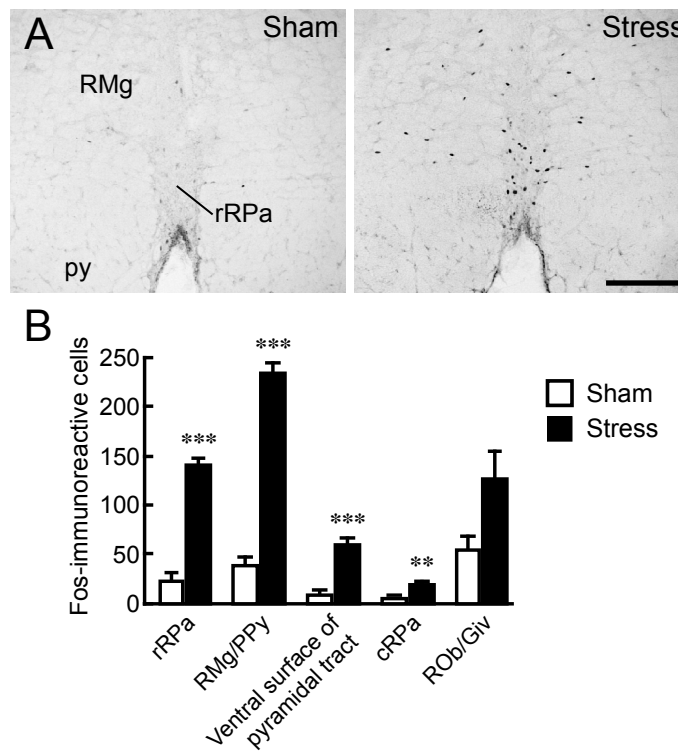 A
Sham
Stress
RMg
rRPa
py
B
Fos-immunoreactive cells
250
200
150
100
50
0
***
***
***
**
Sham
Stress
rRPa
RMg/PPy
Ventral surface of
pyramidal tract
cRPa
ROb/Giv